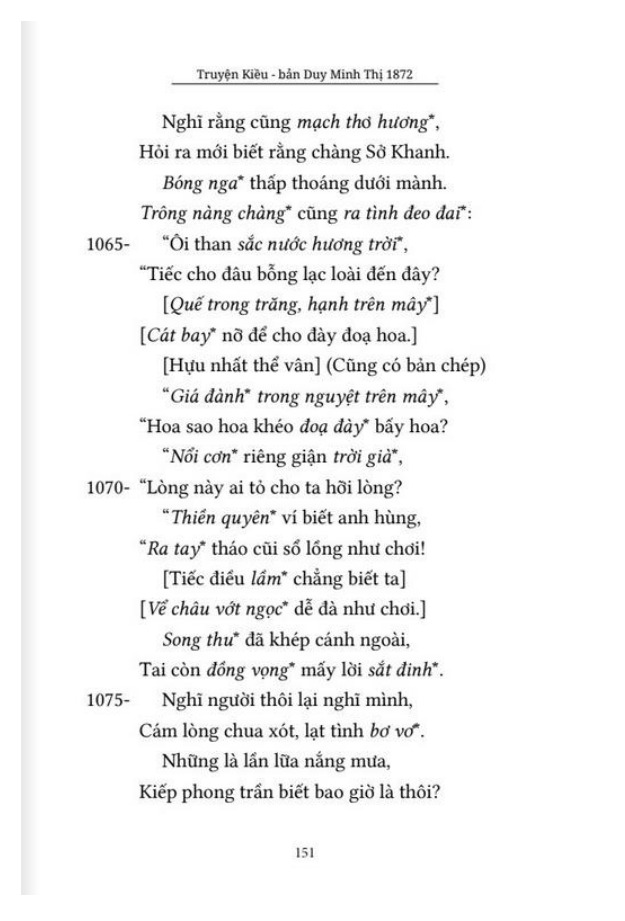 Truyện Kiều - bản Duy Minh Thị 1872
Nghĩ rằng cũng mạch thơ hương*,
Hỏi ra mới biết rằng chàng Sở Khanh.
Bóng nga* thấp thoáng dưới mành.
Trông nàng chàng* cũng ra tình đeo đai*:
1065- “Ôi than sắc nước hương trời*,
“Tiếc cho đâu bỗng lạc loài đến đây?
[Quế trong trăng, hạnh trên mây*]
[Cát bay* nỡ để cho đày đoạ hoa.]
[Hựu nhất thể vân] (Cũng có bản chép)
“Giá đành* trong nguyệt trên mây*,
“Hoa sao hoa khéo đoạ đày* bấy hoa?
“Nổi cơn* riêng giận trời già*,
1070- “Lòng này ai tỏ cho ta hỡi lòng?
“Thiền quyên* ví biết anh hùng,
“Ra tay* tháo cũi sổ lồng như chơi!
[Tiếc điều lầm* chẳng biết ta]
[Vể châu vớt ngọc* dễ đà như chơi.]
Song thu* đã khép cánh ngoài,
Tai còn đồng vọng* mấy lời sắt đinh*.
1075- Nghĩ người thôi lại nghĩ mình,
Cám lòng chua xót, lạt tình bơ vơ*.
Những là lần lữa nắng mưa,
Kiếp phong trần biết bao giờ là thôi?
151